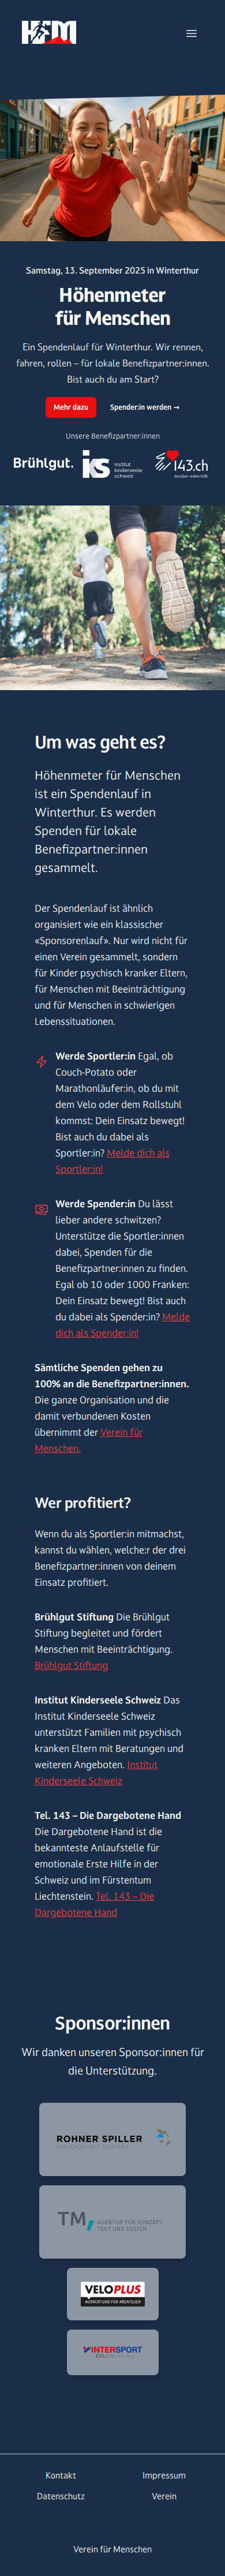 HFM
Samstag, 13. September 2025 in Winterthur
Höhenmeter
für Menschen
Ein Spendenlauf für Winterthur. Wir rennen,
fahren, rollen – für lokale Benefizpartner:innen.
Bist auch du am Start?
Mehr dazu
Spender:in werden →
Unsere Benefizpartner:innen
Brühlgut.
iks
institut
kinderseele
schweiz
143.ch
Darüber reden hilft.
Um was geht es?
Höhenmeter für Menschen
ist ein Spendenlauf in
Winterthur. Es werden
Spenden für lokale
Benefizpartner:innen
gesammelt.
Der Spendenlauf ist ähnlich
organisiert wie ein klassischer
«Sponsorenlauf». Nur wird nicht für
einen Verein gesammelt, sondern
für Kinder psychisch kranker Eltern,
für Menschen mit Beeinträchtigung
und für Menschen in schwierigen
Lebenssituationen.
Werde Sportler:in Egal, ob
Couch-Potato oder
Marathonläufer:in, ob du mit
dem Velo oder dem Rollstuhl
kommst: Dein Einsatz bewegt!
Bist auch du dabei als
Sportler:in? Melde dich als
Sportler:in!
Werde Spender:in Du lässt
lieber andere schwitzen?
Unterstütze die Sportler:innen
dabei, Spenden für die
Benefizpartner:innen zu finden.
Egal ob 10 oder 1000 Franken:
Dein Einsatz bewegt! Bist auch
du dabei als Spender:in? Melde
dich als Spender:in!
Sämtliche Spenden gehen zu
100% an die Benefizpartner:innen.
Die ganze Organisation und die
damit verbundenen Kosten
übernimmt der Verein für
Menschen.
Wer profitiert?
Wenn du als Sportler:in mitmachst,
kannst du wählen, welche:r der drei
Benefizpartner:innen von deinem
Einsatz profitiert.
Brühlgut Stiftung Die Brühlgut
Stiftung begleitet und fördert
Menschen mit Beeinträchtigung.
Brühlgut Stiftung
Institut Kinderseele Schweiz Das
Institut Kinderseele Schweiz
unterstützt Familien mit psychisch
kranken Eltern mit Beratungen und
weiteren Angeboten. Institut
Kinderseele Schweiz
Tel. 143 – Die Dargebotene Hand
Die Dargebotene Hand ist die
bekannteste Anlaufstelle für
emotionale Erste Hilfe in der
Schweiz und im Fürstentum
Liechtenstein. Tel. 143 – Die
Dargebotene Hand
Sponsor:innen
Wir danken unseren Sponsor:innen für
die Unterstützung.
ROHNER SPILLER
DRUCKEN MIT FORMAT
TM
AGENTUR FÜR KONZEPT,
TEXT UND DESIGN
VELOPLUS
AUSRÜSTUNG FÜR ABENTEUER
INTERSPORT
Kontakt
Impressum
Datenschutz
Verein
Verein für Menschen